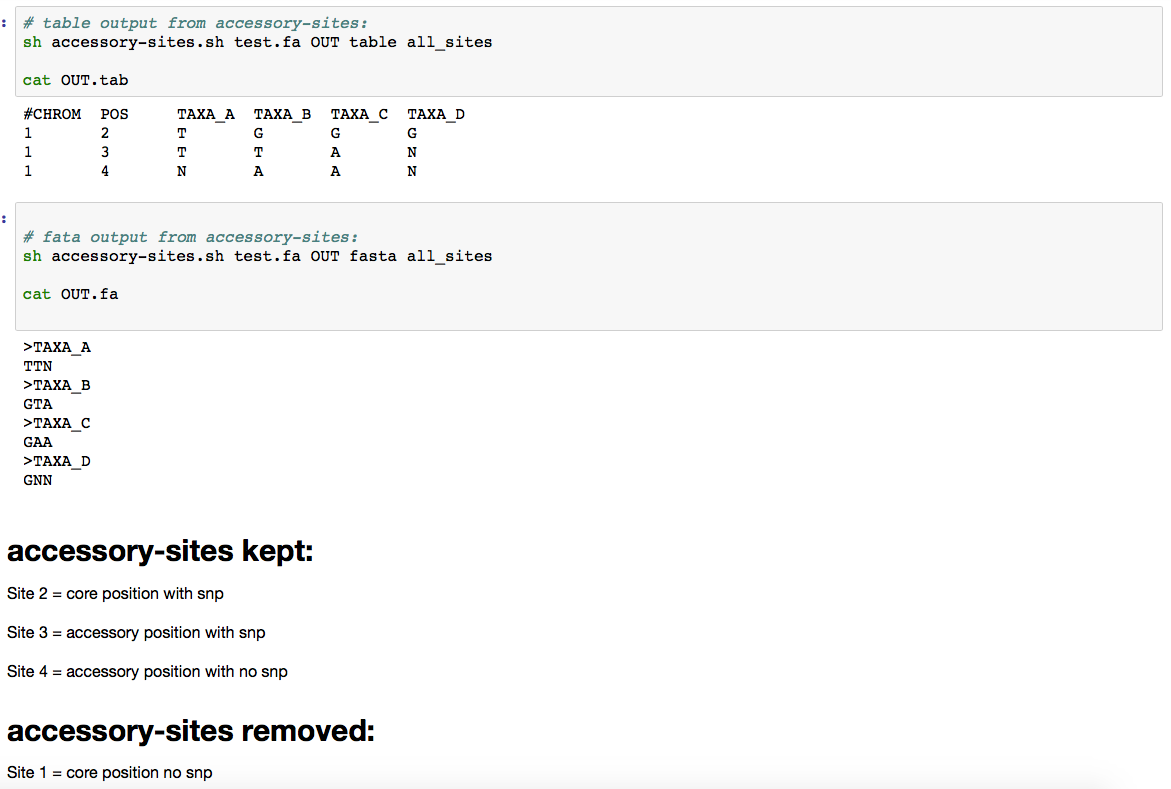 :
# table output from accessory-sites:
sh accessory-sites.sh test.fa OUT table all_sites
cat OUT.tab
#CHROM POS TAXA_A TAXA_B TAXA_C TAXA_D
1 2 T G G G
1 3 T T A N
1 4 N A A N
:
# fata output from accessory-sites:
sh accessory-sites.sh test.fa OUT fasta all_sites
cat OUT.fa
>TAXA_A
TTN
>TAXA_B
GTA
>TAXA_C
GAA
>TAXA_D
GNN
accessory-sites kept:
Site 2 = core position with snp
Site 3 = accessory position with snp
Site 4 = accessory position with no snp
accessory-sites removed:
Site 1 = core position no snp